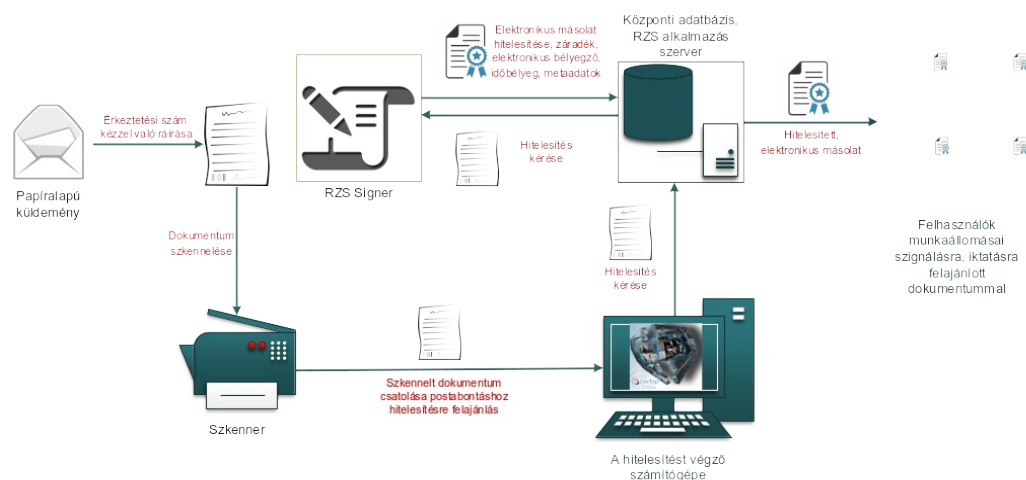 Elektronikus másolat
hitelesítése, záradék,
elektronikus bélyegző,
időbélyeg, metaadatok
Központi adatbázis,
RZS alkalmazás
szerver
Érkeztetési szám
kézzel való ráírása
Hitelesítés
kérése
Hitelesített,
elektronikus másolat
Papíralapú
küldemény
RZS Signer
Dokumentum
szkennelése
Hitelesítés
kérése
Felhasználók
munkaállomásai
szignálásra, iktatásra
felajánlott
dokumentummal
Szkennelt dokumentum
csatolása postabontáshoz
hitelesítésre felajánlás
Szkenner
A hitelesítést végző
számítógépe